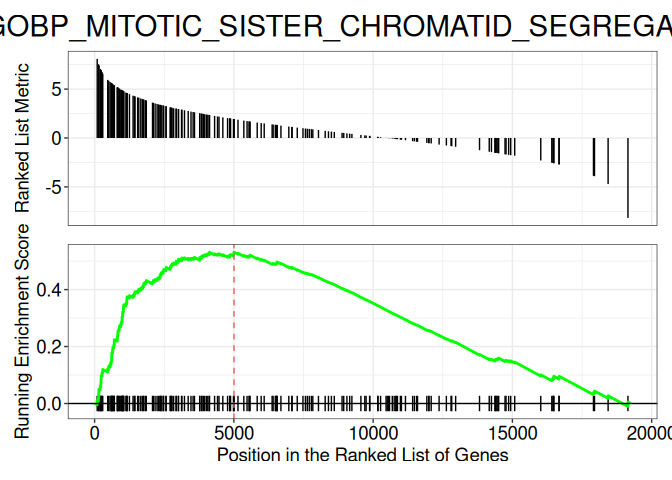 GOBP_MITOTIC_SISTER_CHROMATID_SEGREGA
Ranked List Metric
5
0
-5
Running Enrichment Score
0.4
0.2
0.0
0
5000
10000
15000
20000
Position in the Ranked List of Genes